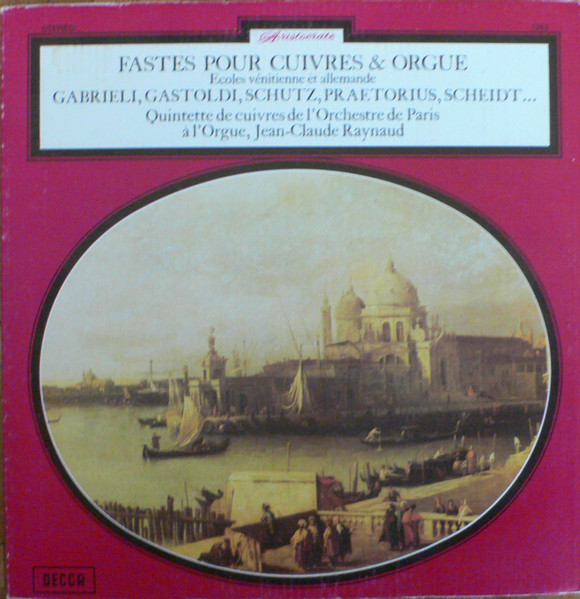 STEREO
Aristocrate
FASTES POUR CUIVRES & ORGUE
Ecoles vénitienne et allemande
GABRIELI, GASTOLDI, SCHUTZ, PRAETORIUS, SCHEIDT...
Quintette de cuivres de l'Orchestre de Paris
à l'Orgue, Jean-Claude Raynaud
DECCA